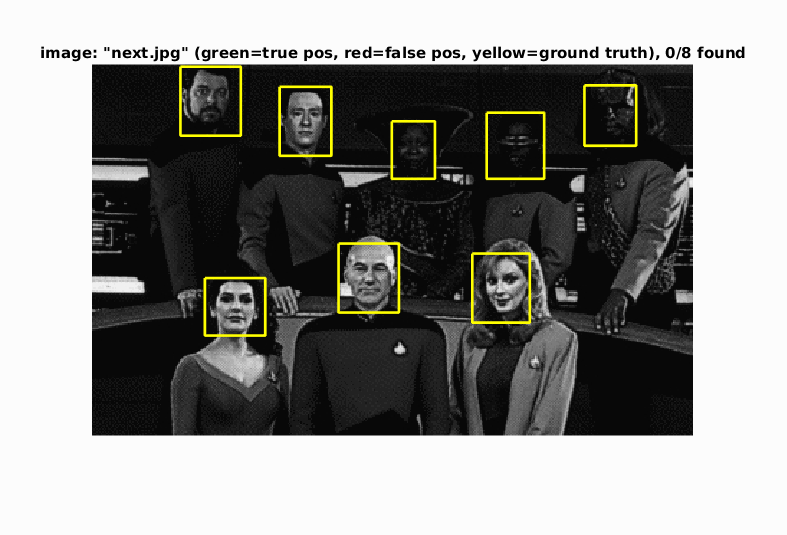 image: "next.jpg" (green=true pos, red=false pos, yellow=ground truth), 0/8 found